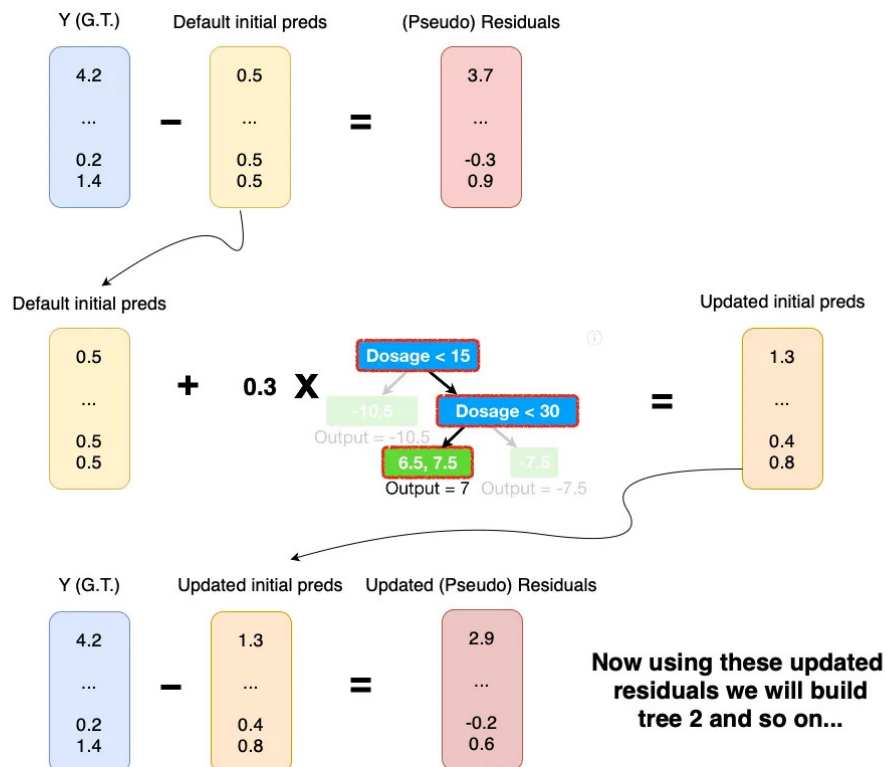 Y (G.T.) Default initial preds (Pseudo) Residuals
4.2 0.5 3.7
... ... ...
− =
0.2 0.5 -0.3
1.4 0.5 0.9
Default initial preds Updated initial preds
0.5 Dosage < 15 1.3
+ 0.3 X =
... -10.5 Dosage < 30 ...
Output = -10.5
0.5 0.4
0.5 6.5, 7.5 -7.5 0.8
Output = 7 Output = -7.5
Y (G.T.) Updated initial preds Updated (Pseudo) Residuals
4.2 1.3 2.9
... ... ...
− =
0.2 0.4 -0.2
1.4 0.8 0.6
Now using these updated
residuals we will build
tree 2 and so on...